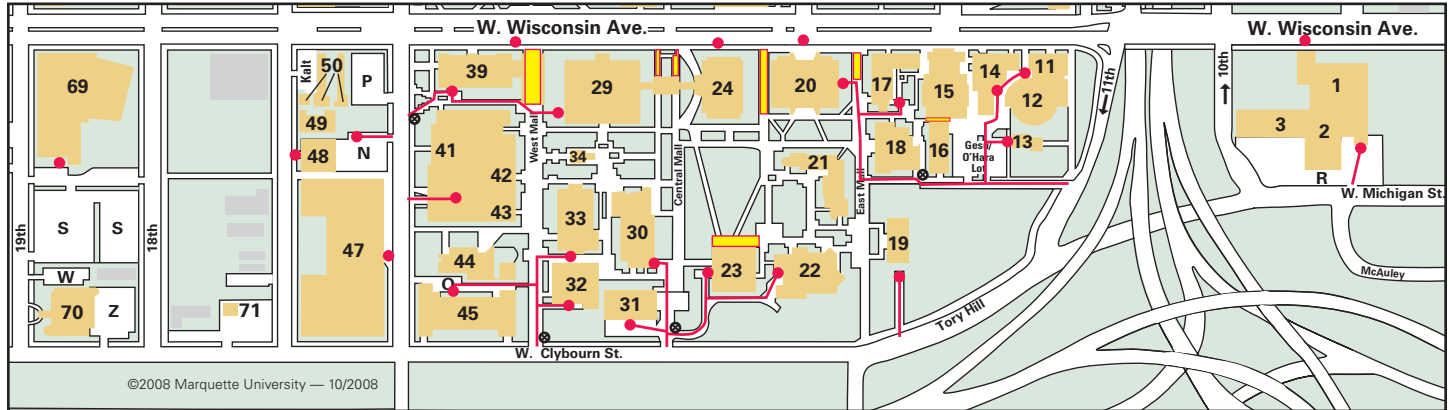 W. Wisconsin Ave.
W. Wisconsin Ave.
69
Kalt
50
P
39
29
24
20
17
15
14
11
12
← 11th
10th →
1
3
2
49
48
N
41
42
43
West Mall
34
Central Mall
21
East Mall
18
16
Gesu/
O'Hara
Lot
13
R
W. Michigan St.
19th
S
S
18th
47
33
30
19
W
70
Z
71
44
O
45
32
31
23
22
Tory Hill
McAuley
W. Clybourn St.
©2008 Marquette University — 10/2008